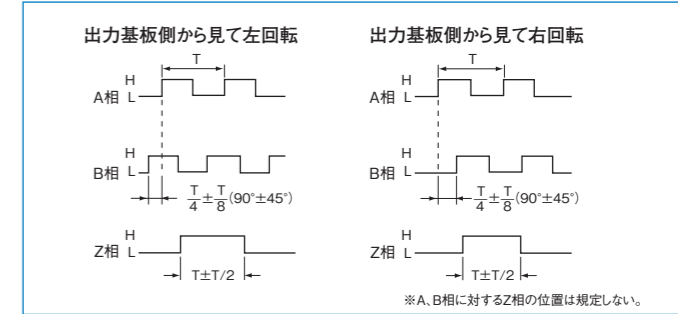 出力基板側から見て左回転
T
H
A相 L
H
B相 L
T/4±T/8(90°±45°)
H
Z相 L
T±T/2
出力基板側から見て右回転
T
H
A相 L
H
B相 L
T/4±T/8(90°±45°)
H
Z相 L
T±T/2
※A、B相に対するZ相の位置は規定しない。